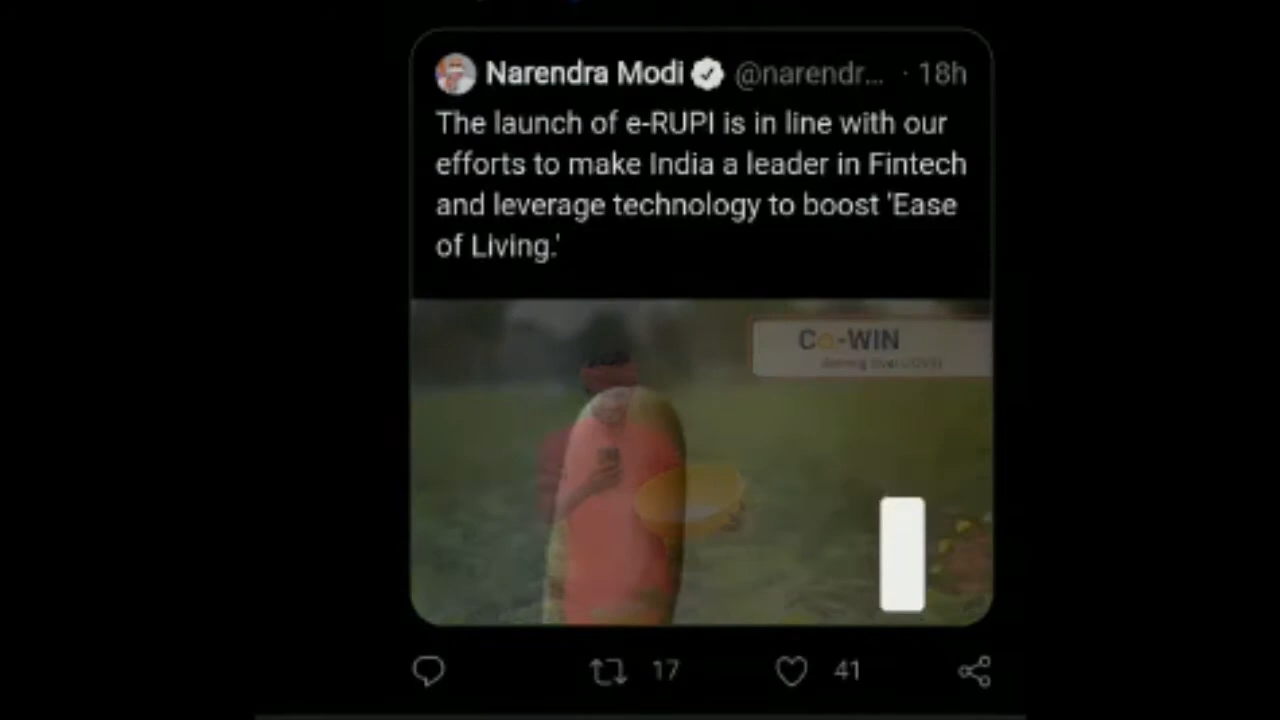 Narendra Modi @narendr... · 18h
The launch of e-RUPI is in line with our
efforts to make India a leader in Fintech
and leverage technology to boost 'Ease
of Living.'
Co-WIN
17 41